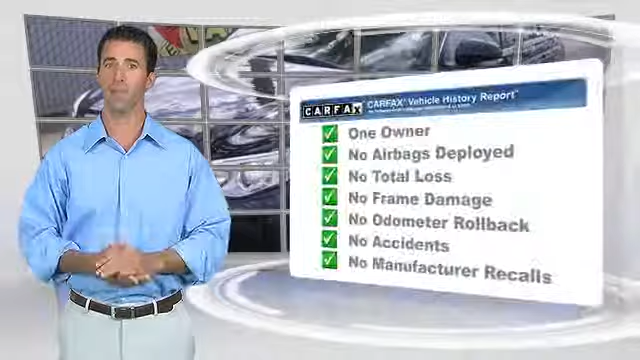 CARFAX CARFAX Vehicle History Report™
One Owner
No Airbags Deployed
No Total Loss
No Frame Damage
No Odometer Rollback
No Accidents
No Manufacturer Recalls